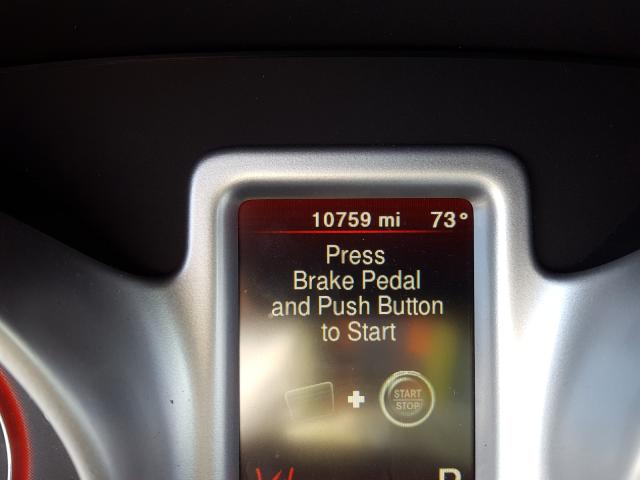 10759 mi 73°
Press
Brake Pedal
and Push Button
to Start
START
STOP